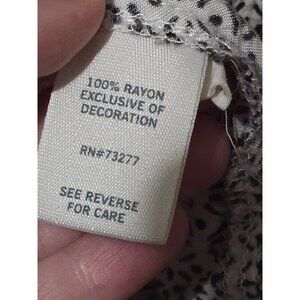 100% RAYON
EXCLUSIVE OF
DECORATION
RN#73277
SEE REVERSE
FOR CARE